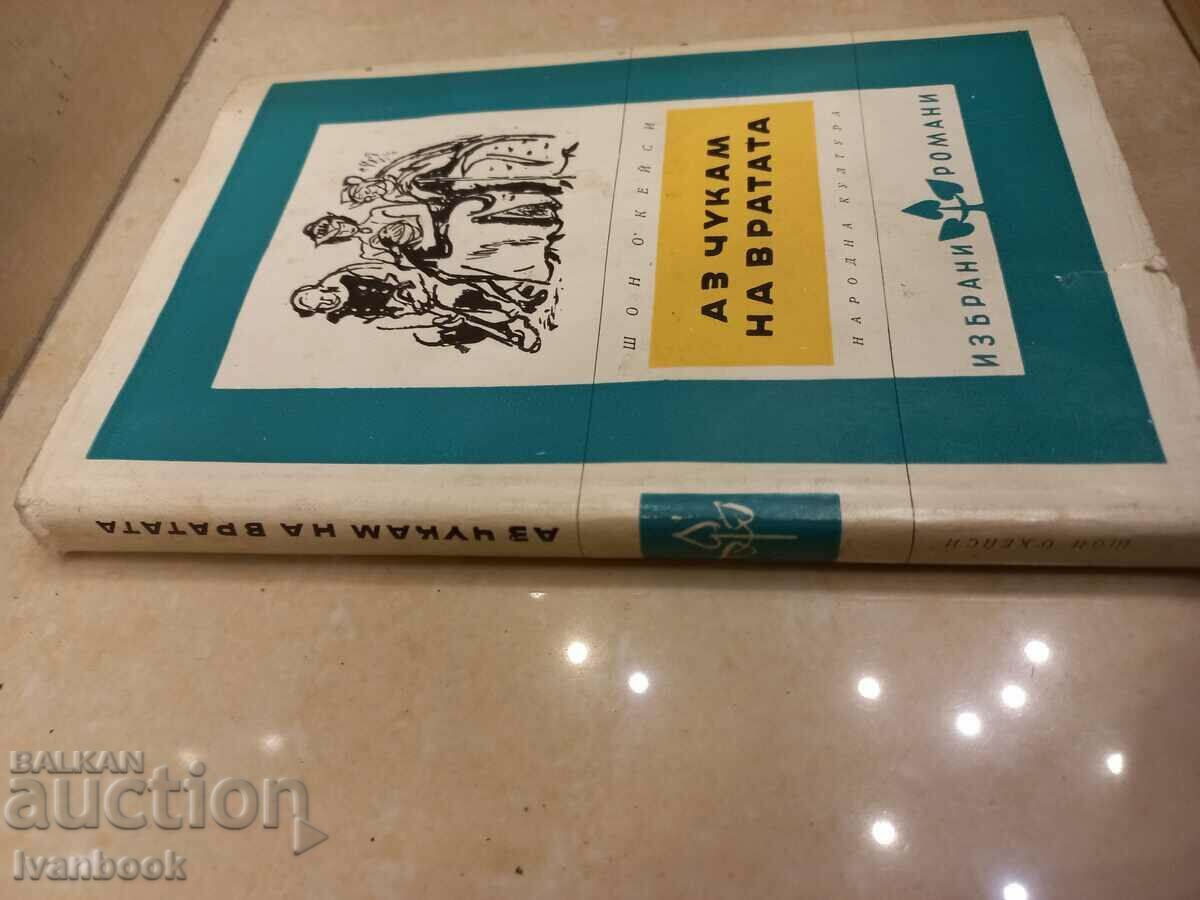 ШОН О'КЕЙСИ
АЗ ЧУКАМ
НА ВРАТАТА
НАРОДНА КУЛТУРА
ИЗБРАНИ РОМАНИ
АЗ ЧУКАМ НА ВРАТАТА
ШОН О'КЕЙСИ
BALKAN
auction
Ivanbook